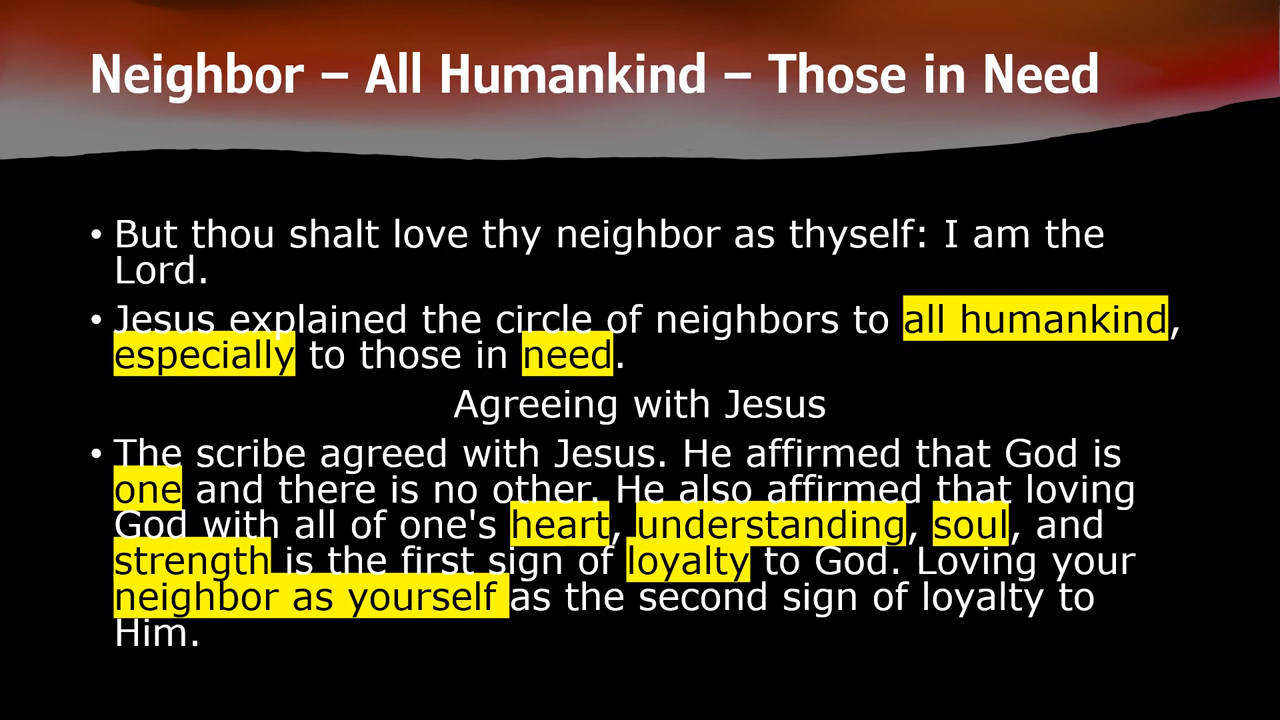 Neighbor – All Humankind – Those in Need
• But thou shalt love thy neighbor as thyself: I am the
Lord.
• Jesus explained the circle of neighbors to all humankind,
especially to those in need.
Agreeing with Jesus
• The scribe agreed with Jesus. He affirmed that God is
one and there is no other. He also affirmed that loving
God with all of one's heart, understanding, soul, and
strength is the first sign of loyalty to God. Loving your
neighbor as yourself as the second sign of loyalty to
Him.